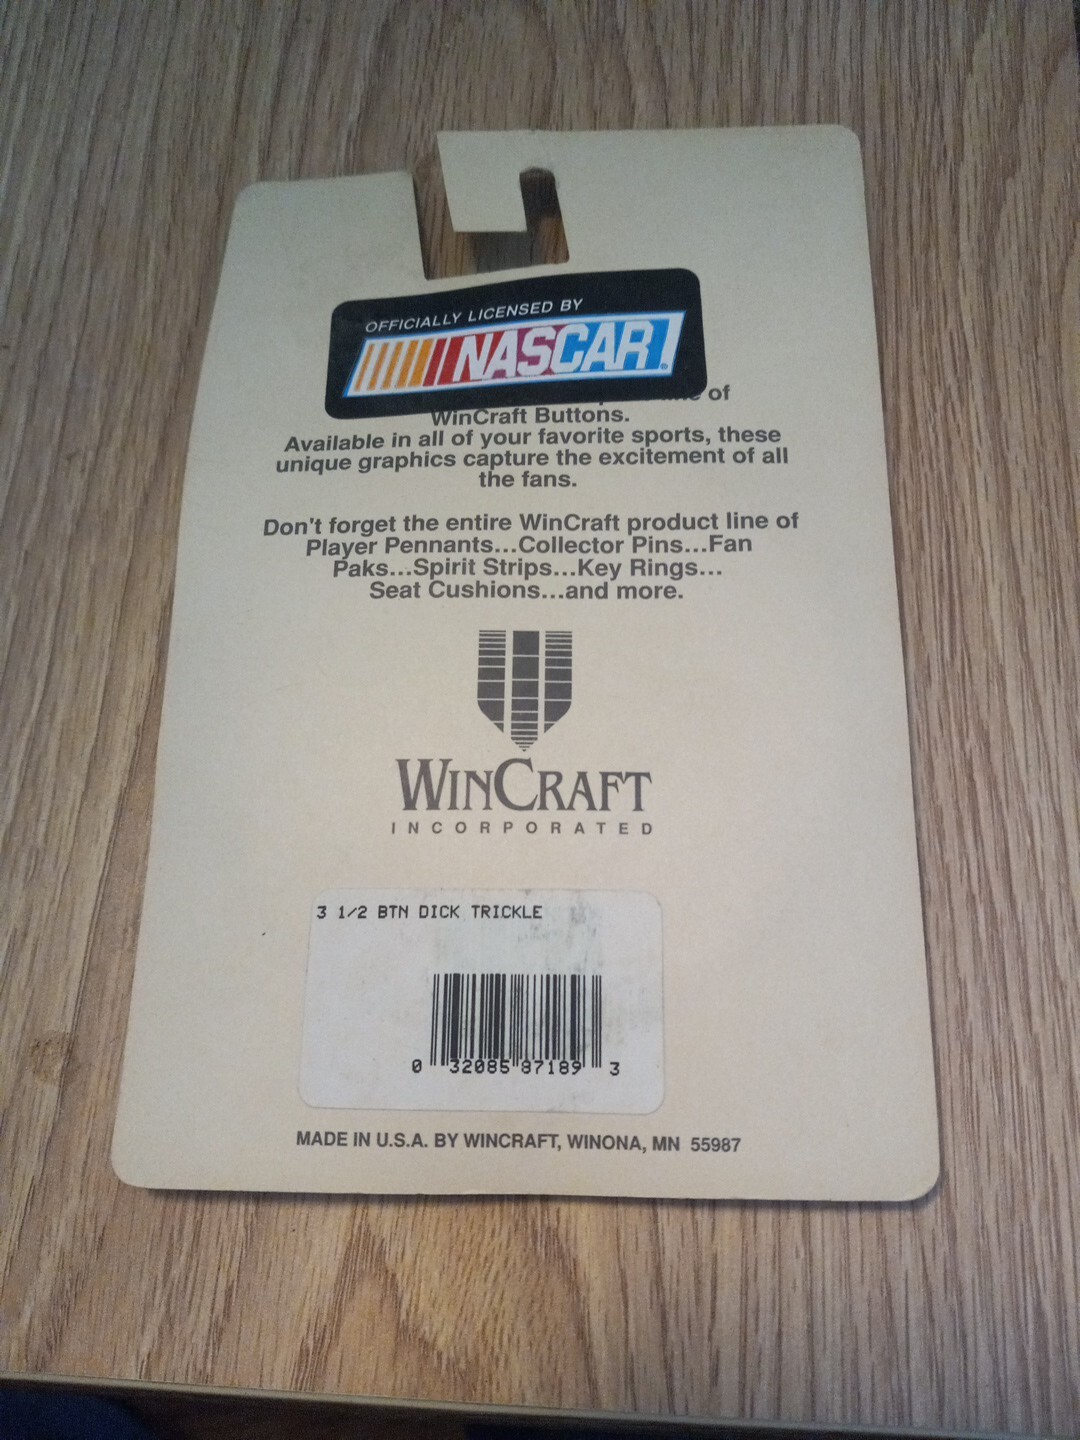 OFFICIALLY LICENSED BY
NASCAR
of
WinCraft Buttons.
Available in all of your favorite sports, these
unique graphics capture the excitement of all
the fans.
Don't forget the entire WinCraft product line of
Player Pennants...Collector Pins...Fan
Paks...Spirit Strips...Key Rings...
Seat Cushions...and more.
WINCRAFT
INCORPORATED
3 1/2 BTN DICK TRICKLE
0 32085 87189 3
MADE IN U.S.A. BY WINCRAFT, WINONA, MN 55987